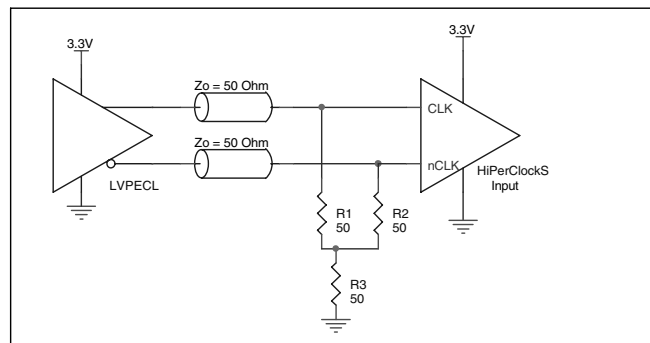 3.3V
3.3V
Zo = 50 Ohm
CLK
Zo = 50 Ohm
nCLK
LVPECL
HiPerClockS
Input
R1
50
R2
50
R3
50